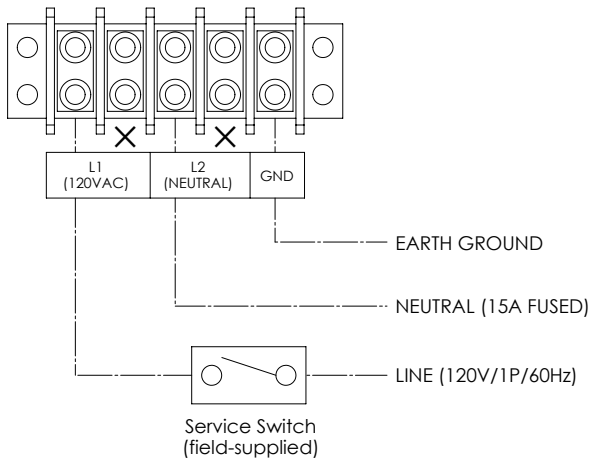 L1
(120VAC)
L2
(NEUTRAL)
GND
EARTH GROUND
NEUTRAL (15A FUSED)
LINE (120V/1P/60Hz)
Service Switch
(field-supplied)